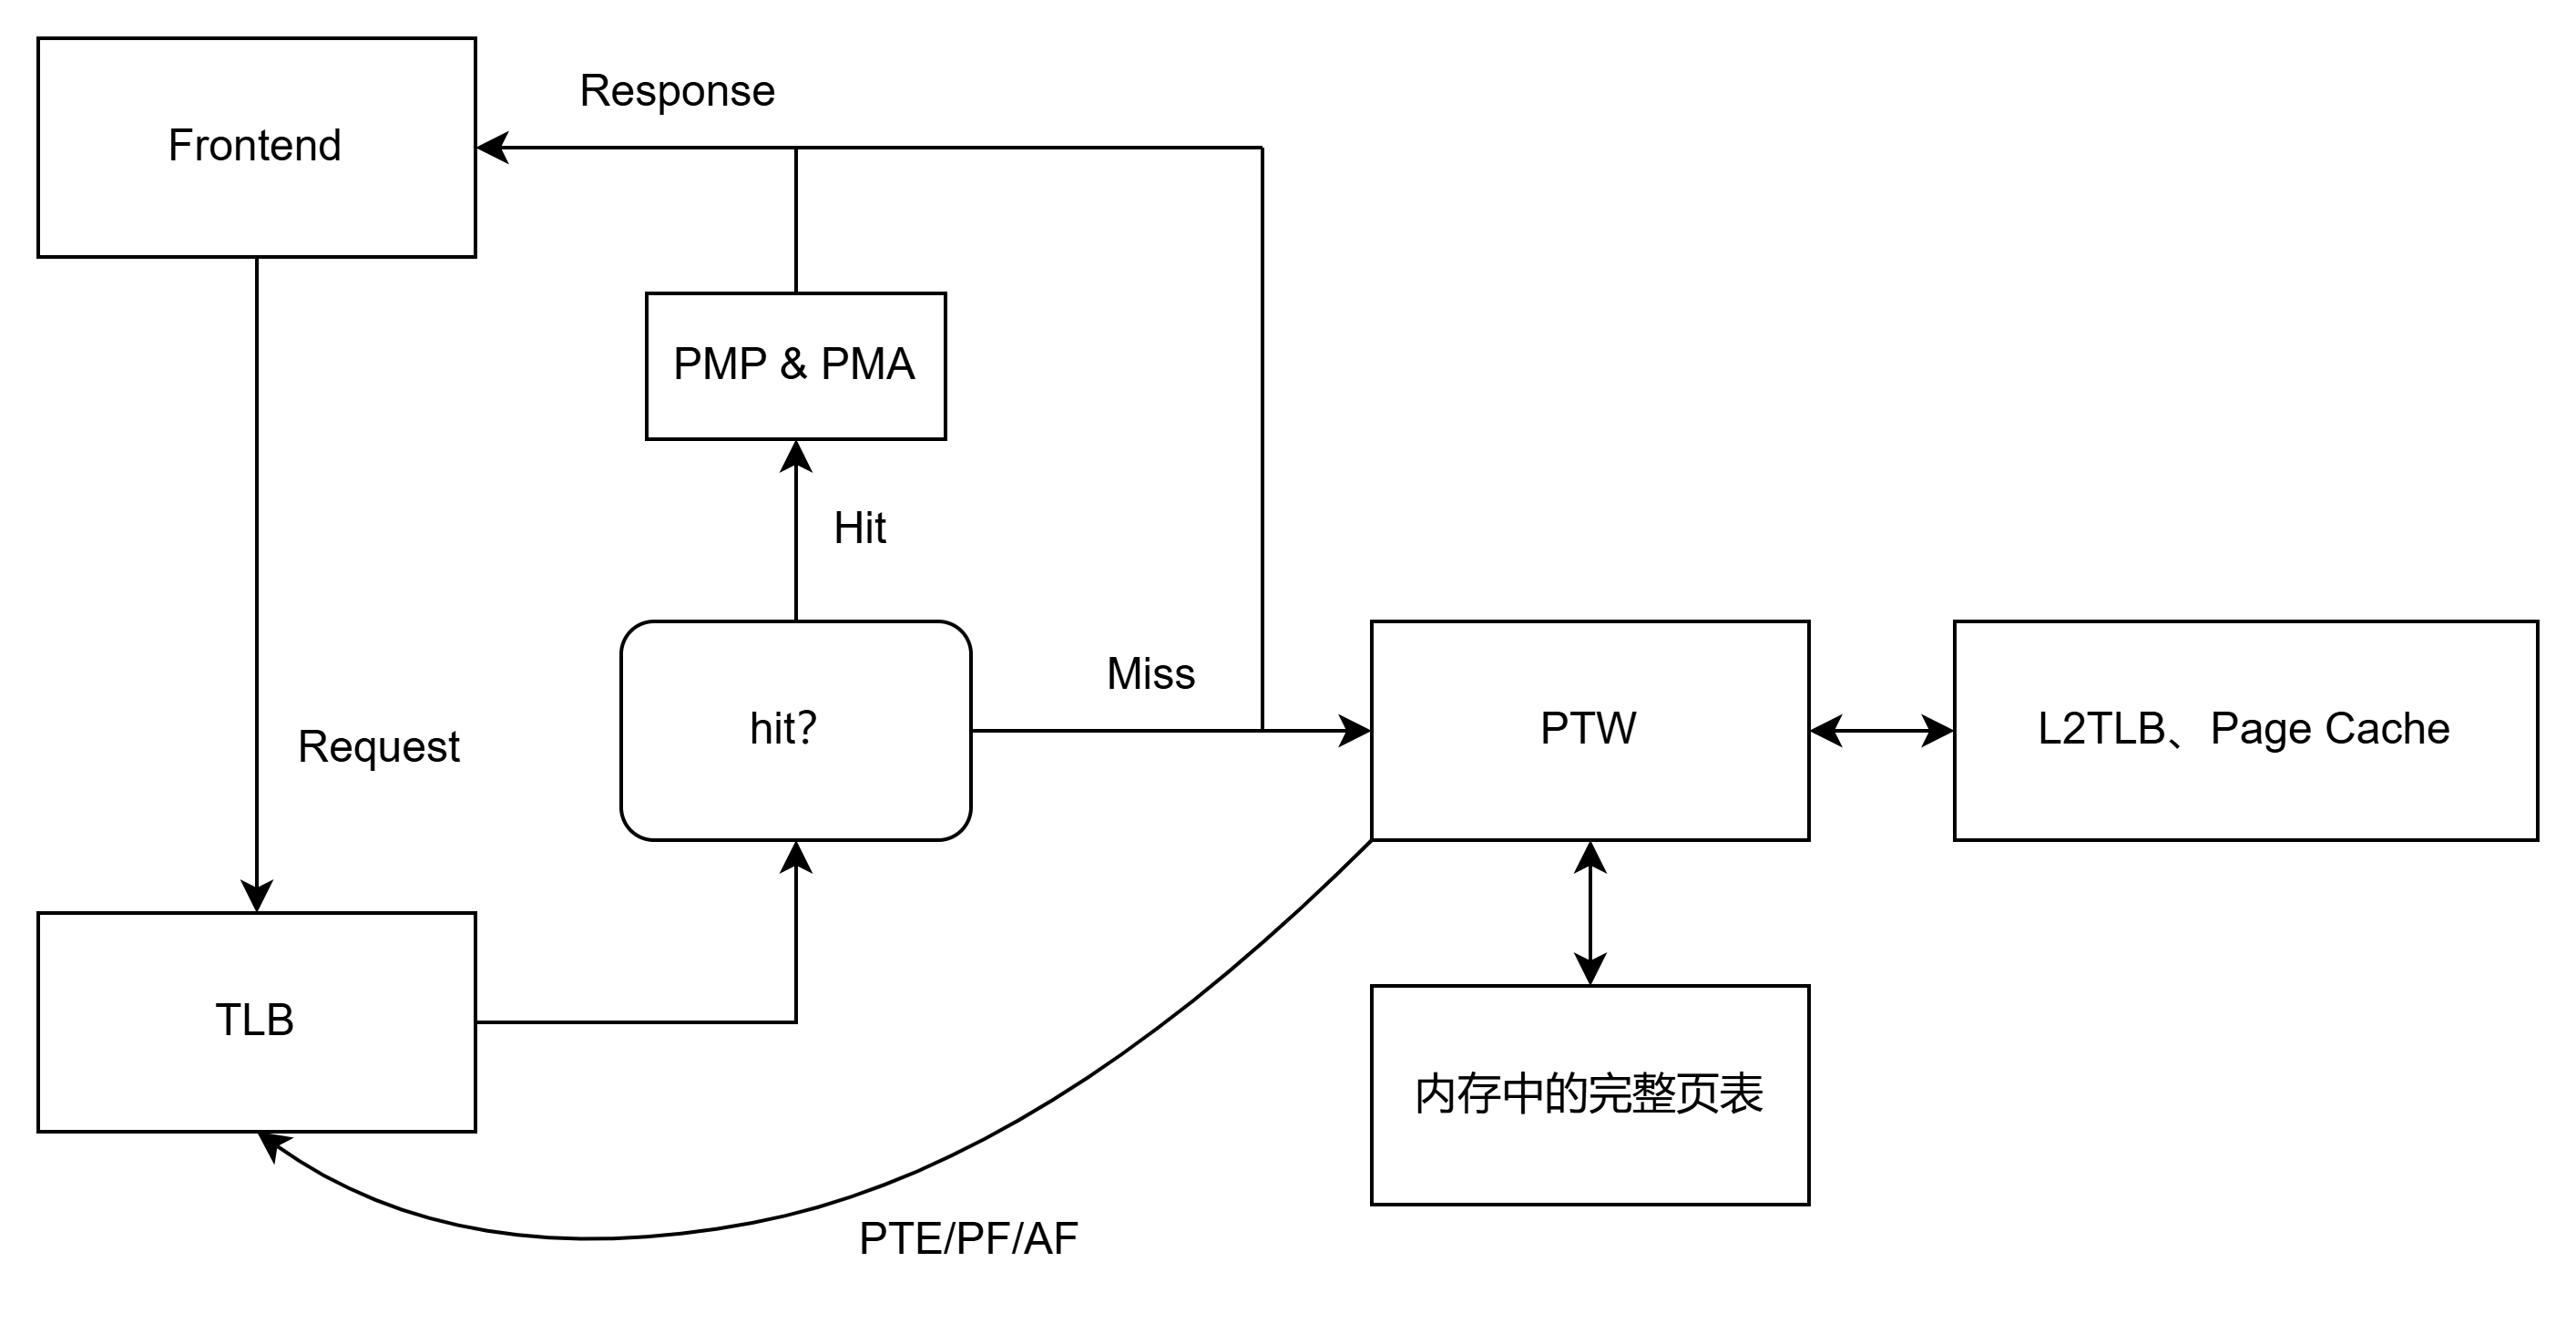 Response
Frontend
PMP & PMA
Hit
Miss
hit?
PTW
L2TLB、Page Cache
Request
TLB
内存中的完整页表
PTE/PF/AF